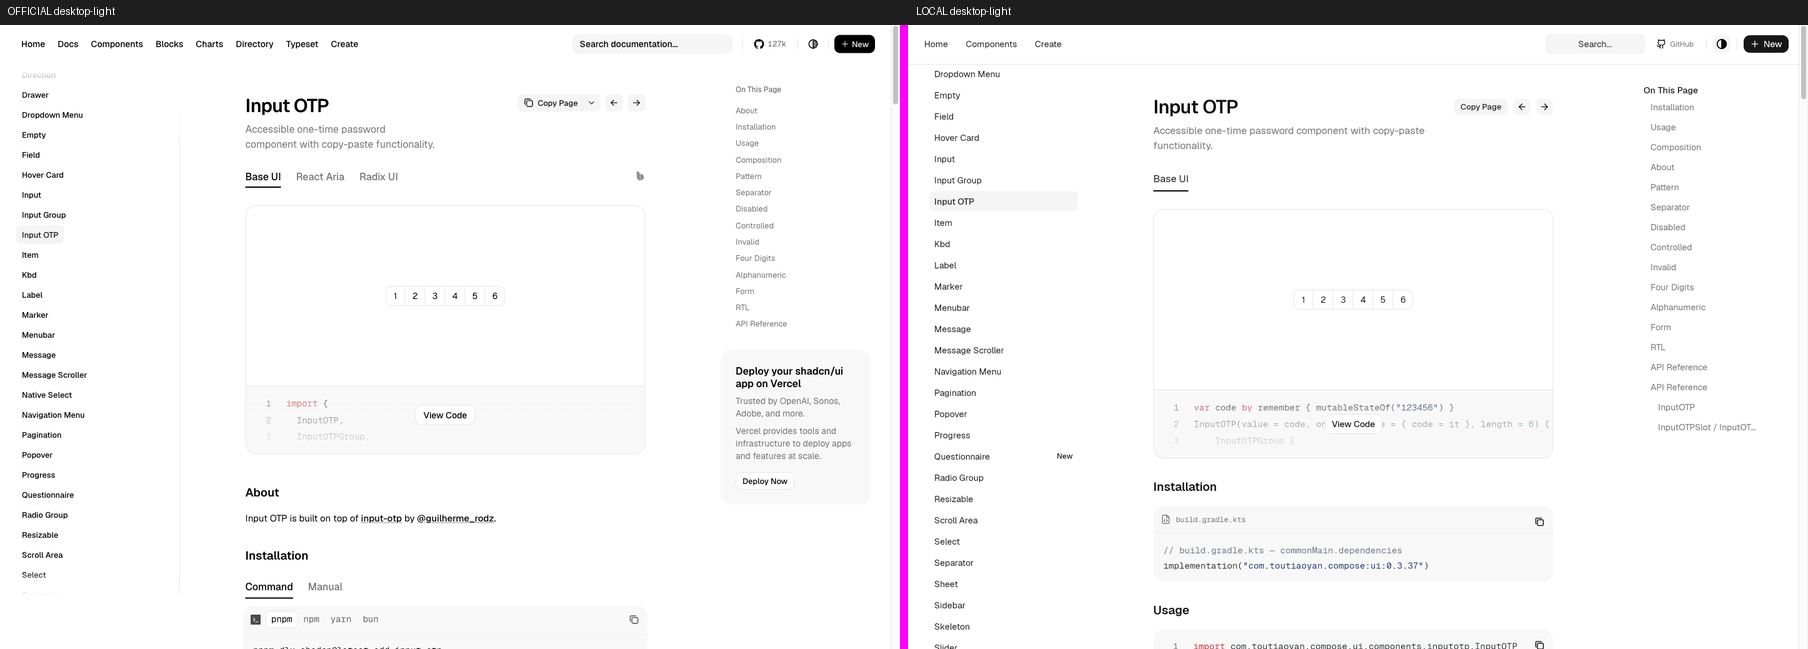 OFFICIAL desktop-light
Home Docs Components Blocks Charts Directory Typeset Create
Search documentation...
127k
+ New
Direction
Drawer
Dropdown Menu
Empty
Field
Hover Card
Input
Input Group
Input OTP
Item
Kbd
Label
Marker
Menubar
Message
Message Scroller
Native Select
Navigation Menu
Pagination
Popover
Progress
Questionnaire
Radio Group
Resizable
Scroll Area
Select
Input OTP
Copy Page
Accessible one-time password
component with copy-paste functionality.
Base UI React Aria Radix UI
1 2 3 4 5 6
1 import {
2 InputOTP,
3 InputOTPGroup,
View Code
About
Input OTP is built on top of input-otp by @guilherme_rodz.
Installation
Command Manual
pnpm npm yarn bun
On This Page
About
Installation
Usage
Composition
Pattern
Separator
Disabled
Controlled
Invalid
Four Digits
Alphanumeric
Form
RTL
API Reference
Deploy your shadcn/ui
app on Vercel
Trusted by OpenAI, Sonos,
Adobe, and more.
Vercel provides tools and
infrastructure to deploy apps
and features at scale.
Deploy Now
LOCAL desktop-light
Home Components Create
Search...
GitHub
+ New
Dropdown Menu
Empty
Field
Hover Card
Input
Input Group
Input OTP
Item
Kbd
Label
Marker
Menubar
Message
Message Scroller
Navigation Menu
Pagination
Popover
Progress
Questionnaire New
Radio Group
Resizable
Scroll Area
Select
Separator
Sheet
Sidebar
Skeleton
Slider
Input OTP
Copy Page
Accessible one-time password component with copy-paste
functionality.
Base UI
1 2 3 4 5 6
1 var code by remember { mutableStateOf("123456") }
2 InputOTP(value = code, e = { code = it }, length = 6) {
3 InputOTPGroup {
View Code
Installation
build.gradle.kts
// build.gradle.kts — commonMain.dependencies
implementation("com.toutiaoyan.compose:ui:0.3.37")
Usage
1 import com.toutiaoyan.compose.ui.components.inputotp.InputOTP
On This Page
Installation
Usage
Composition
About
Pattern
Separator
Disabled
Controlled
Invalid
Four Digits
Alphanumeric
Form
RTL
API Reference
API Reference
InputOTP
InputOTPSlot / InputOT...